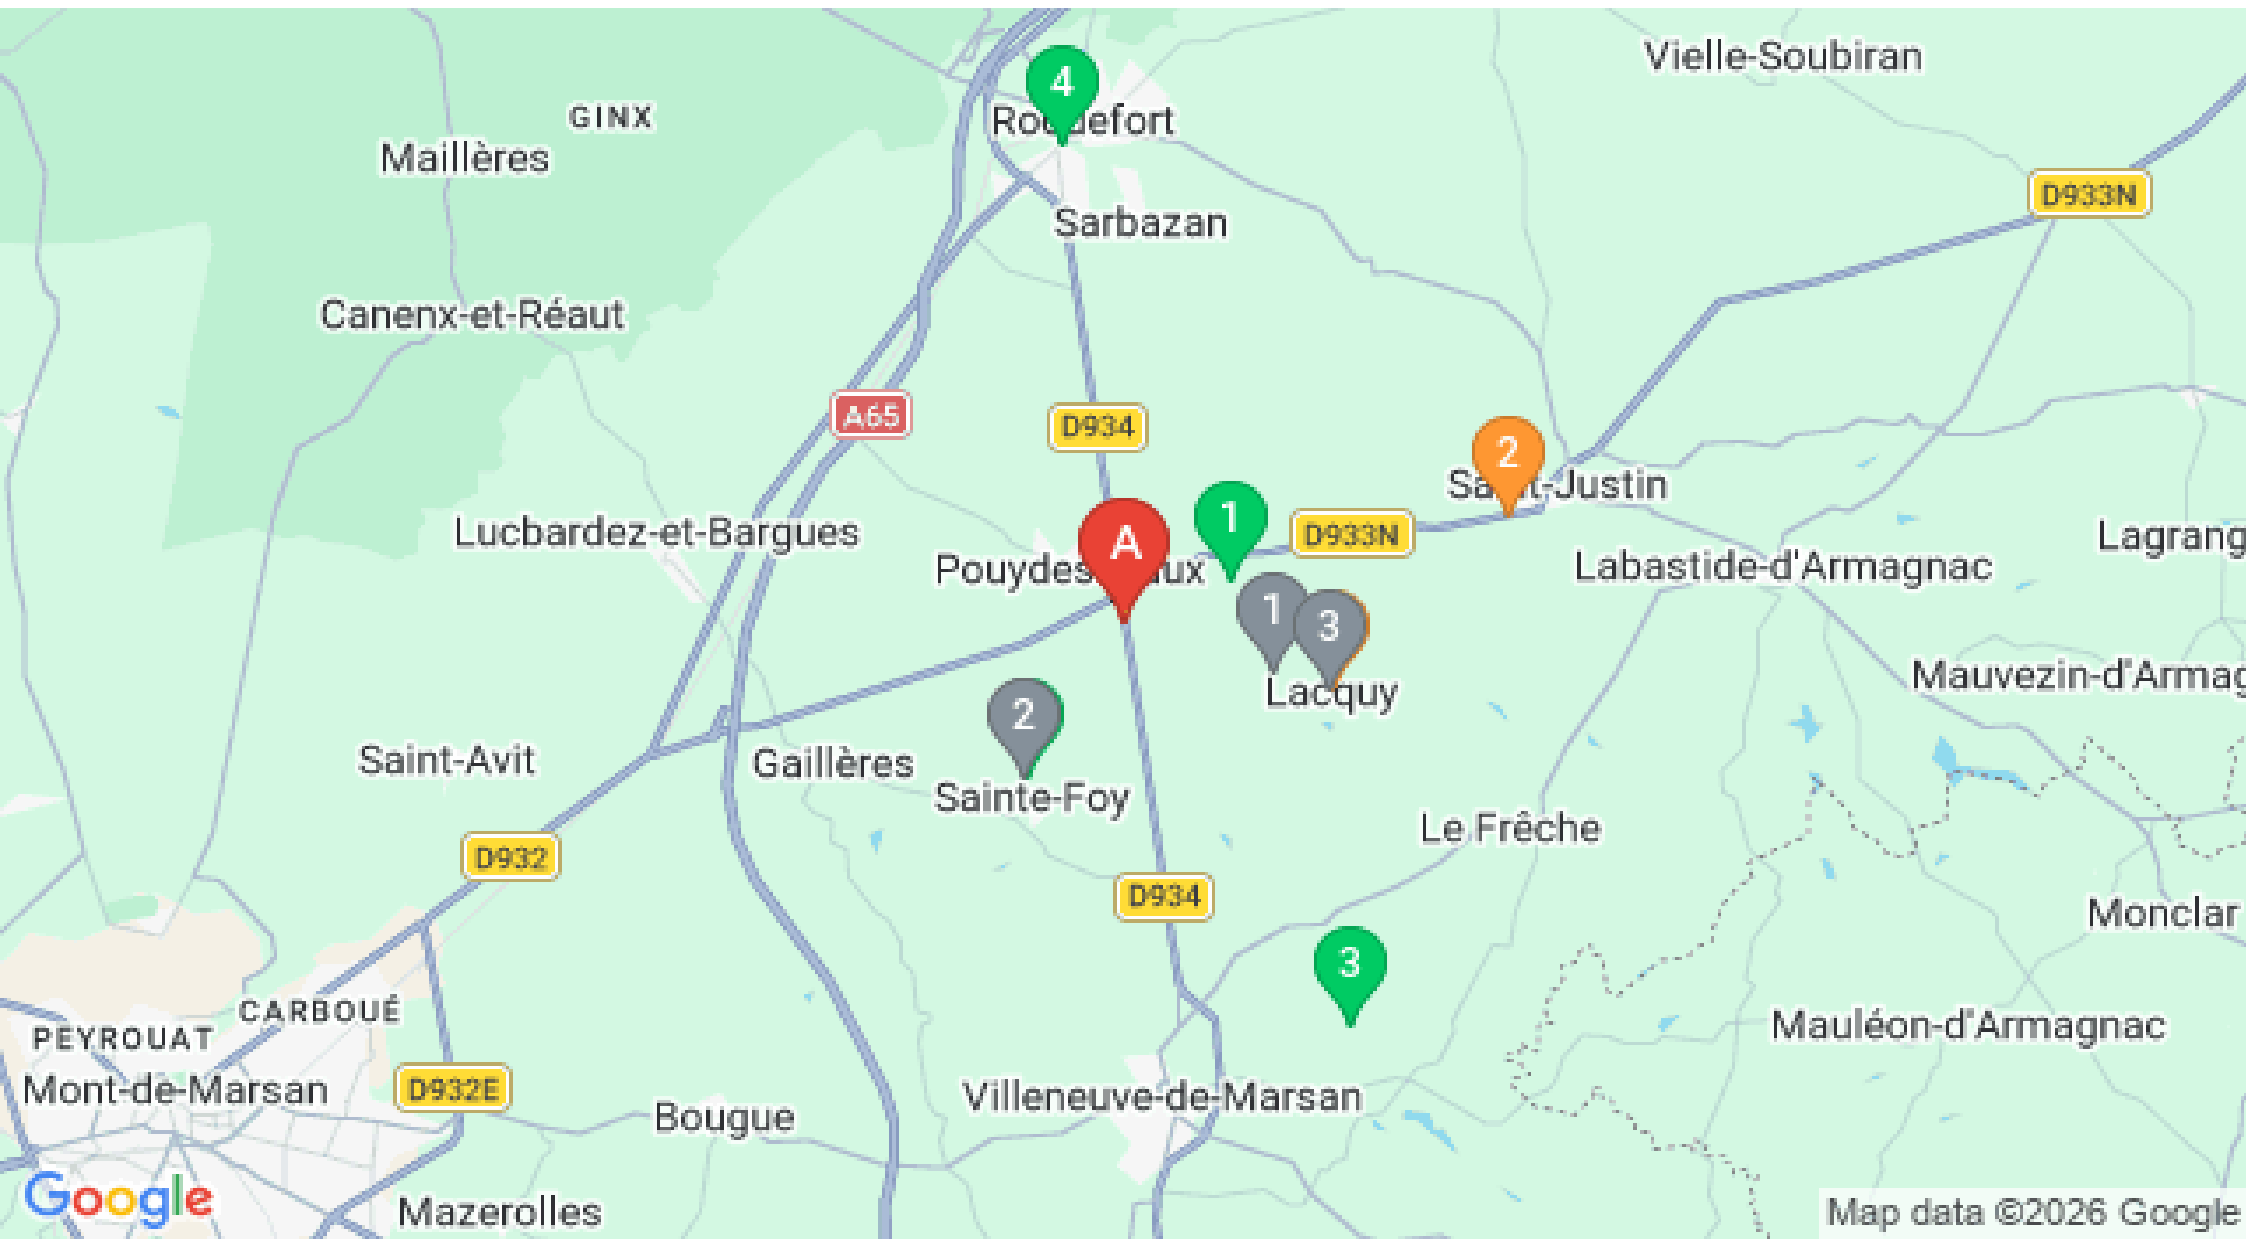 Vielle-Soubiran
4
GINX
Roquefort
Maillères
D933N
Sarbazan
Canenx-et-Réaut
A65
D934
2
Saint-Justin
1
D933N
Lucbardez-et-Bargues
A
Lagrang
Pouydesseaux
Labastide-d'Armagnac
1
3
Mauvezin-d'Armag
Lacquy
2
Saint-Avit
Gaillères
Sainte-Foy
Le Frêche
D932
D934
Monclar
3
CARBOUÉ
PEYROUAT
Mauléon-d'Armagnac
Mont-de-Marsan
D932E
Villeneuve-de-Marsan
Bougue
Google
Mazerolles
Map data ©2026 Google